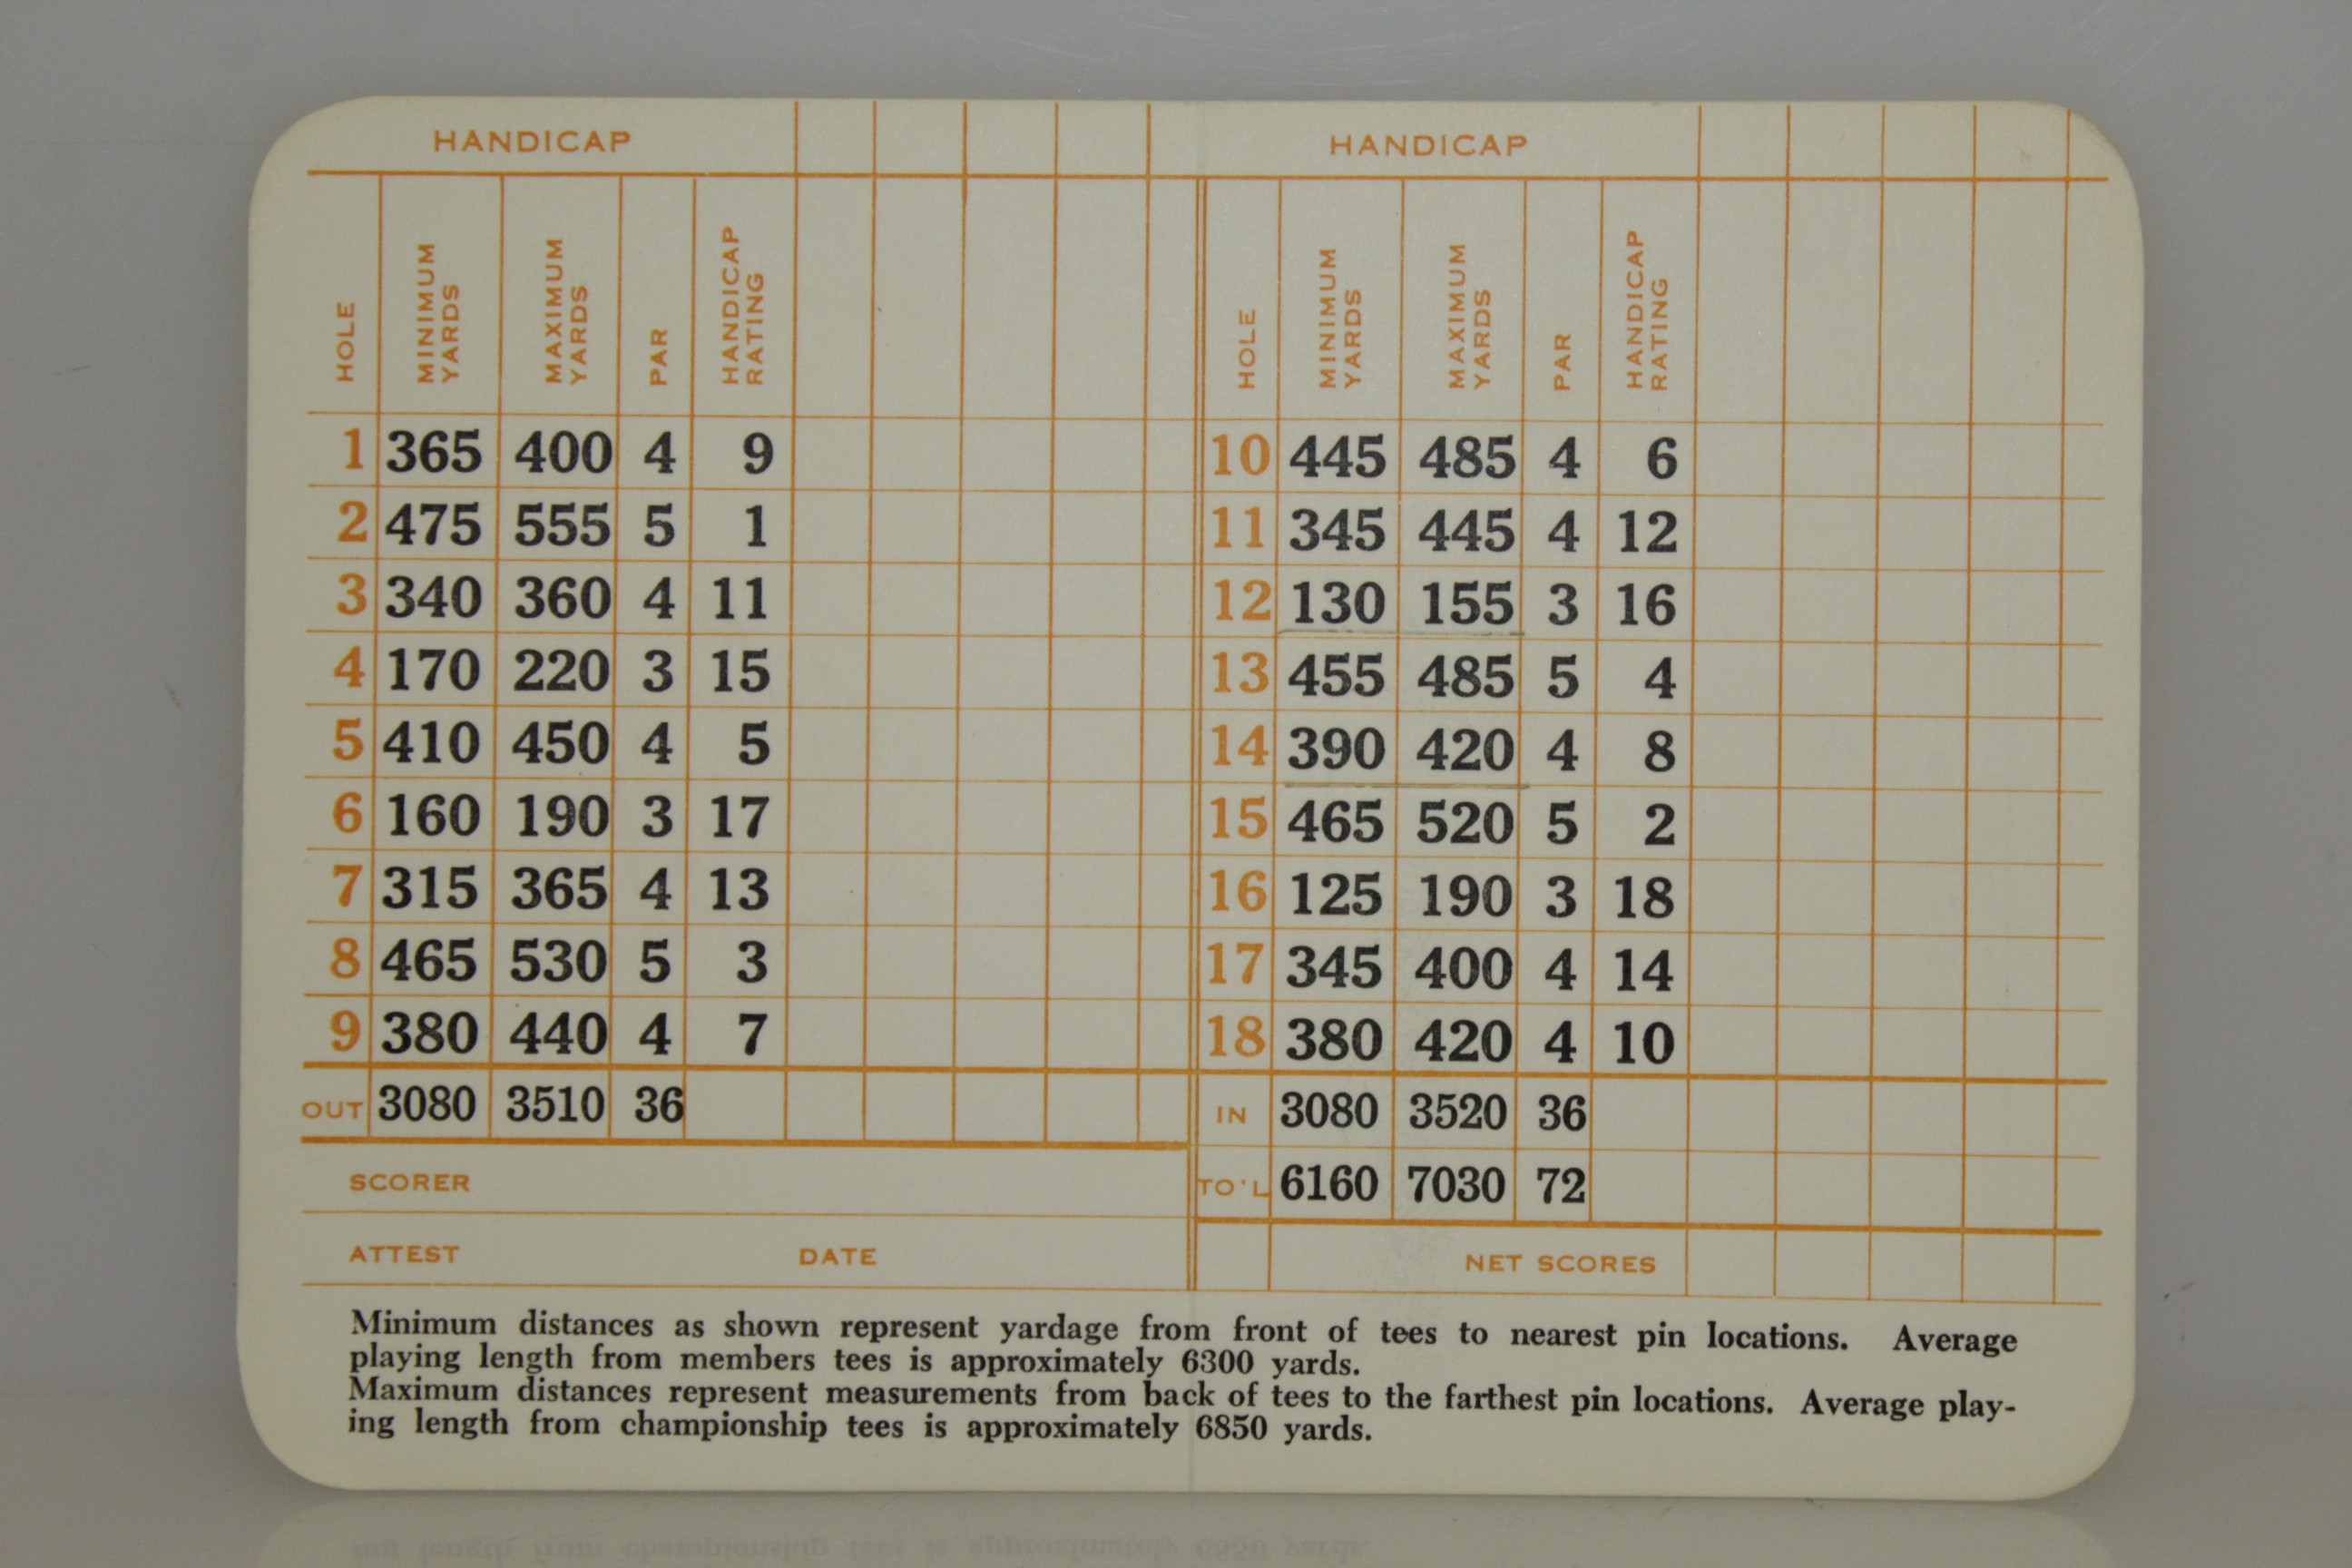 HANDICAP HANDICAP
HOLE MINIMUM YARDS MAXIMUM YARDS PAR HANDICAP RATING HOLE MINIMUM YARDS MAXIMUM YARDS PAR HANDICAP RATING
1 365 400 4 9 10 445 485 4 6
2 475 555 5 1 11 345 445 4 12
3 340 360 4 11 12 130 155 3 16
4 170 220 3 15 13 455 485 5 4
5 410 450 4 5 14 390 420 4 8
6 160 190 3 17 15 465 520 5 2
7 315 365 4 13 16 125 190 3 18
8 465 530 5 3 17 345 400 4 14
9 380 440 4 7 18 380 420 4 10
OUT 3080 3510 36 IN 3080 3520 36
SCORER TO'L 6160 7030 72
ATTEST DATE NET SCORES
Minimum distances as shown represent yardage from front of tees to nearest pin locations. Average
playing length from members tees is approximately 6300 yards.
Maximum distances represent measurements from back of tees to the farthest pin locations. Average play-
ing length from championship tees is approximately 6850 yards.